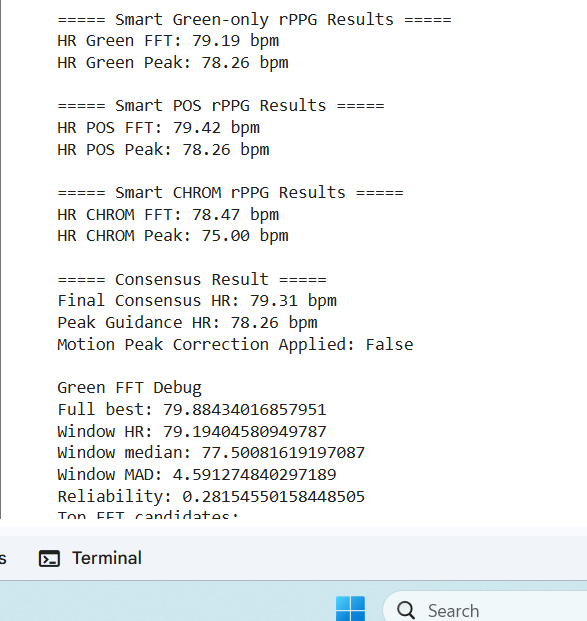 ===== Smart Green-only rPPG Results =====
HR Green FFT: 79.19 bpm
HR Green Peak: 78.26 bpm
===== Smart POS rPPG Results =====
HR POS FFT: 79.42 bpm
HR POS Peak: 78.26 bpm
===== Smart CHROM rPPG Results =====
HR CHROM FFT: 78.47 bpm
HR CHROM Peak: 75.00 bpm
===== Consensus Result =====
Final Consensus HR: 79.31 bpm
Peak Guidance HR: 78.26 bpm
Motion Peak Correction Applied: False
Green FFT Debug
Full best: 79.88434016857951
Window HR: 79.19404580949787
Window median: 77.50081619197087
Window MAD: 4.591274840297189
Reliability: 0.28154550158448505
Top FFT candidates:
s
Terminal
Search